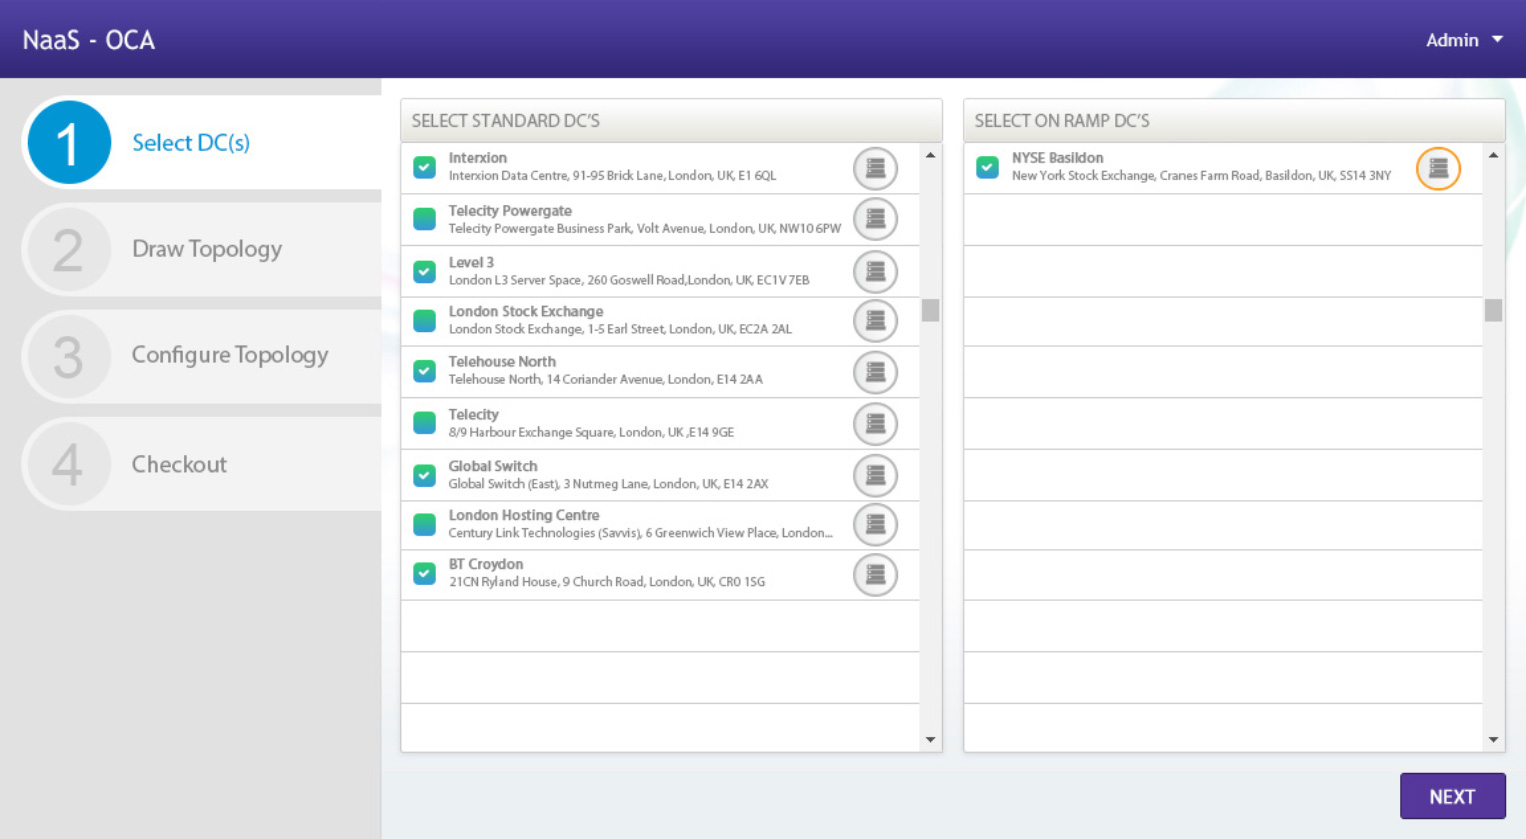 NaaS - OCA
Admin
1
Select DC(s)
2
Draw Topology
3
Configure Topology
4
Checkout
SELECT STANDARD DC'S
Interxion
Interxion Data Centre, 91-95 Brick Lane, London, UK, E1 6QL
Telecity Powergate
Telecity Powergate Business Park, Volt Avenue, London, UK, NW10 6PW
Level 3
London L3 Server Space, 260 Goswell Road,London, UK, EC1V 7EB
London Stock Exchange
London Stock Exchange, 1-5 Earl Street, London, UK, EC2A 2AL
Telehouse North
Telehouse North, 14 Coriander Avenue, London, E14 2AA
Telecity
8/9 Harbour Exchange Square, London, UK ,E14 9GE
Global Switch
Global Switch (East), 3 Nutmeg Lane, London, UK, E14 2AX
London Hosting Centre
Century Link Technologies (Savvis), 6 Greenwich View Place, London...
BT Croydon
21CN Ryland House, 9 Church Road, London, UK, CR0 1SG
SELECT ON RAMP DC'S
NYSE Basildon
New York Stock Exchange, Cranes Farm Road, Basildon, UK, SS14 3NY
NEXT